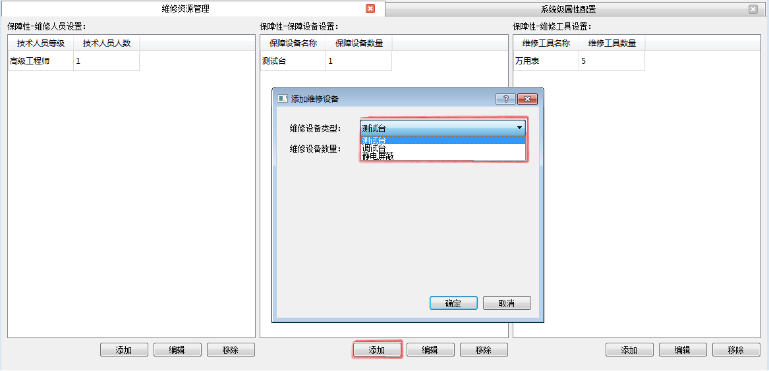 维修资源管理
系统级属性配置
保障性-维修人员设置：
技术人员等级 技术人员人数
高级工程师 1
添加 编辑 移除
保障性-保障设备设置：
保障设备名称 保障设备数量
测试台 1
添加 编辑 移除
保障性-维修工具设置：
维修工具名称 维修工具数量
万用表 5
添加 编辑 移除
添加维修设备
维修设备类型： 测试台
测试台
调试台
静电屏蔽
维修设备数量：
确定 取消